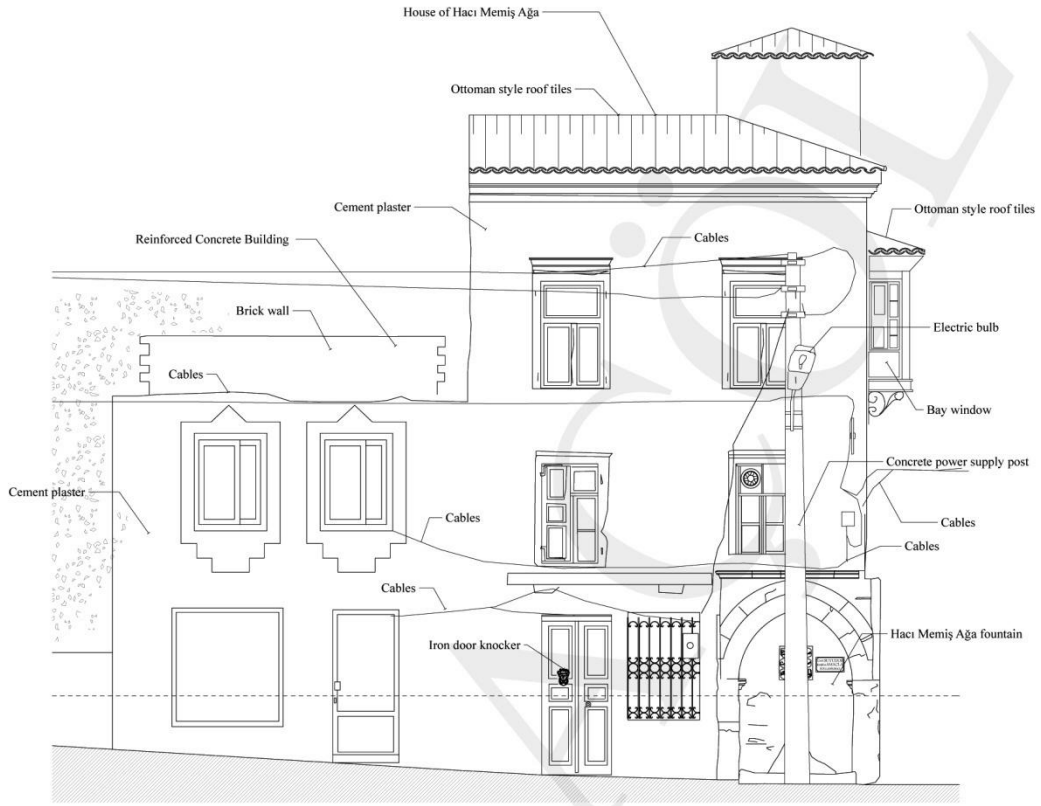 House of Hacı Memiş Ağa
Ottoman style roof tiles
Cement plaster
Ottoman style roof tiles
Cables
Reinforced Concrete Building
Brick wall
Electric bulb
Cables
Bay window
Concrete power supply post
Cement plaster
Cables
Cables
Cables
Cables
Hacı Memiş Ağa fountain
Iron door knocker